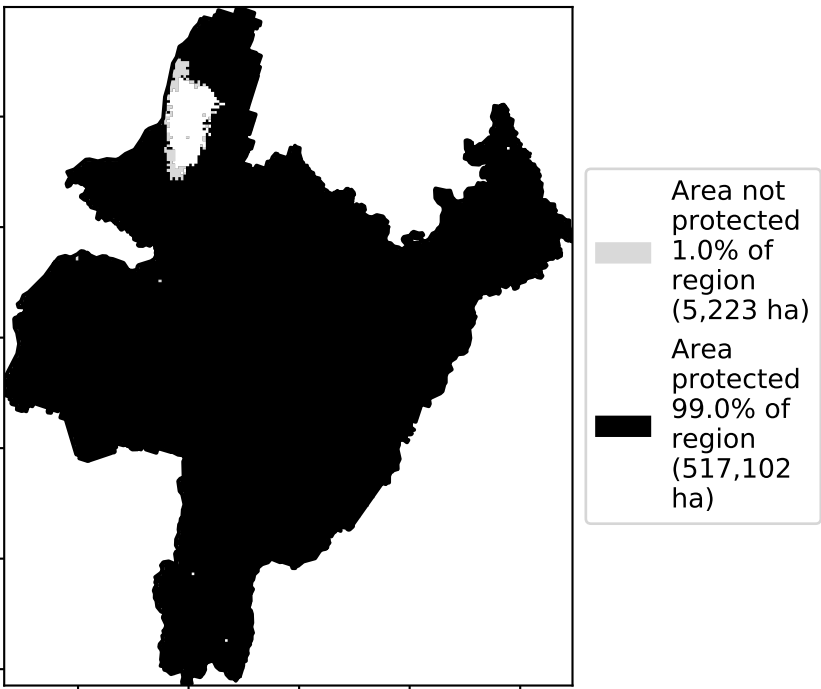 Area not
protected
1.0% of
region
(5,223 ha)
Area
protected
99.0% of
region
(517,102
ha)